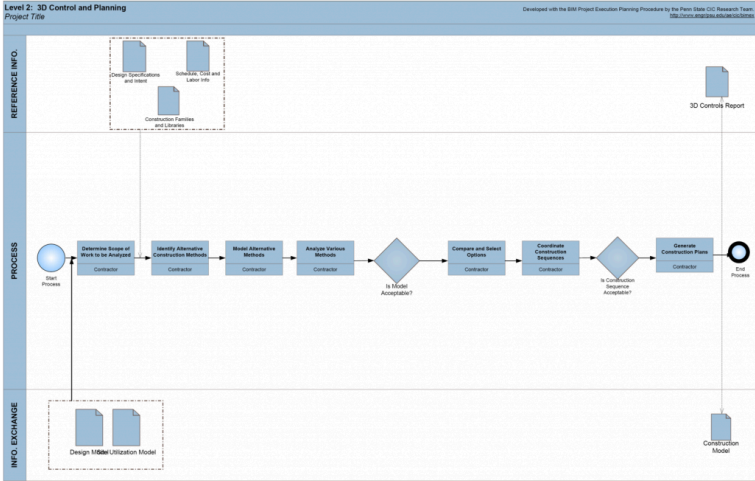 Level 2: 3D Control and Planning
Project Title
Developed with the BIM Project Execution Planning Procedure by the Penn State CIC Research Team.
REFERENCE INFO.
Design Specifications
and Intent
Schedule, Cost and
Labor Info
Construction Families
and Libraries
3D Controls Report
PROCESS
Start
Process
Determine Scope of
Work to be Analyzed
Contractor
Identify Alternative
Construction Methods
Contractor
Model Alternative
Methods
Contractor
Analyze Various
Methods
Contractor
Is Model
Acceptable?
Compare and Select
Options
Contractor
Coordinate
Construction
Sequences
Contractor
Is Construction
Sequence
Acceptable?
Generate
Construction Plans
Contractor
End
Process
INFO. EXCHANGE
Design Model
Site Utilization Model
Construction
Model